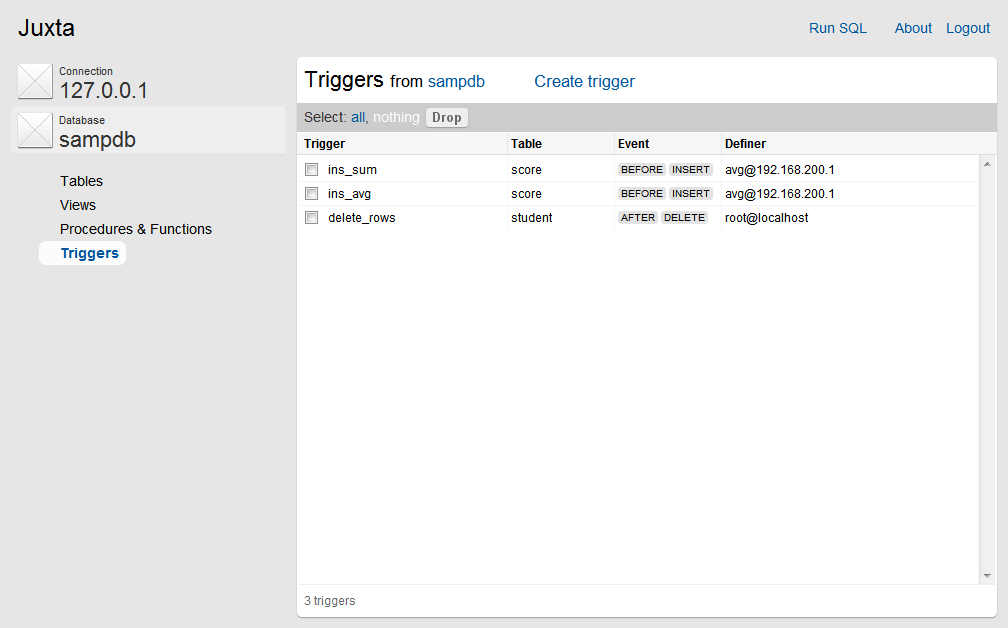 Juxta
Run SQL About Logout
Connection
127.0.0.1
Database
sampdb
Tables
Views
Procedures & Functions
Triggers
Triggers from sampdb Create trigger
Select: all, nothing Drop
Trigger Table Event Definer
ins_sum score BEFORE INSERT avg@192.168.200.1
ins_avg score BEFORE INSERT avg@192.168.200.1
delete_rows student AFTER DELETE root@localhost
3 triggers